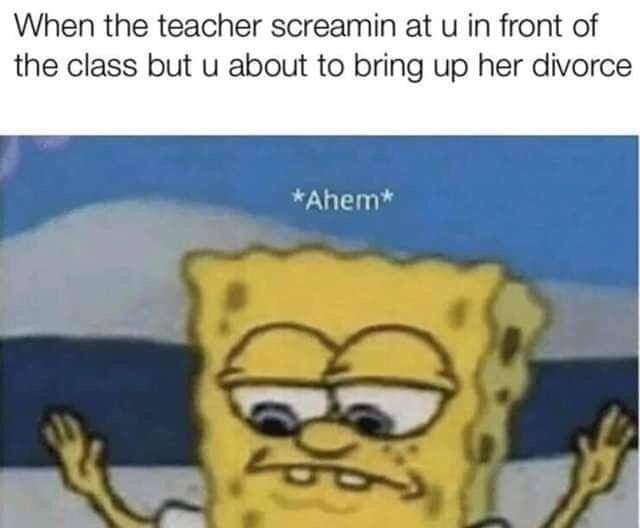 When the teacher screamin at u in front of
the class but u about to bring up her divorce
*Ahem*